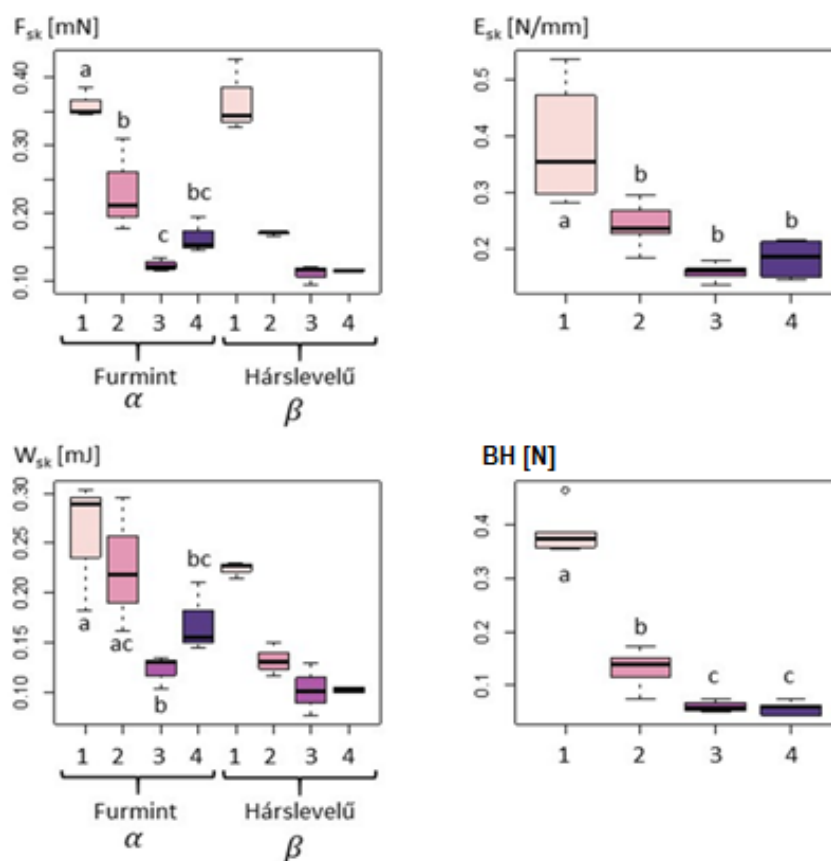 F_sk [mN]
0.40
0.30
0.20
0.10
a
b
c
bc
1 2 3 4 1 2 3 4
Furmint Hárslevelű
α β
E_sk [N/mm]
0.5
0.4
0.3
0.2
a
b
b
b
1 2 3 4
W_sk [mJ]
0.30
0.25
0.20
0.15
0.10
a
ac
b
bc
1 2 3 4 1 2 3 4
Furmint Hárslevelű
α β
BH [N]
0.4
0.3
0.2
0.1
a
b
c
c
1 2 3 4